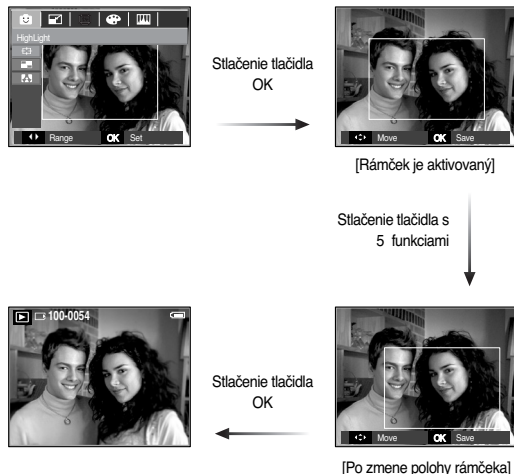 HighLight
Range OK Set
Stlačenie tlačidla
OK
Move OK Save
[Rámček je aktivovaný]
Stlačenie tlačidla s
5 funkciami
100-0054
Stlačenie tlačidla
OK
Move OK Save
[Po zmene polohy rámčeka]